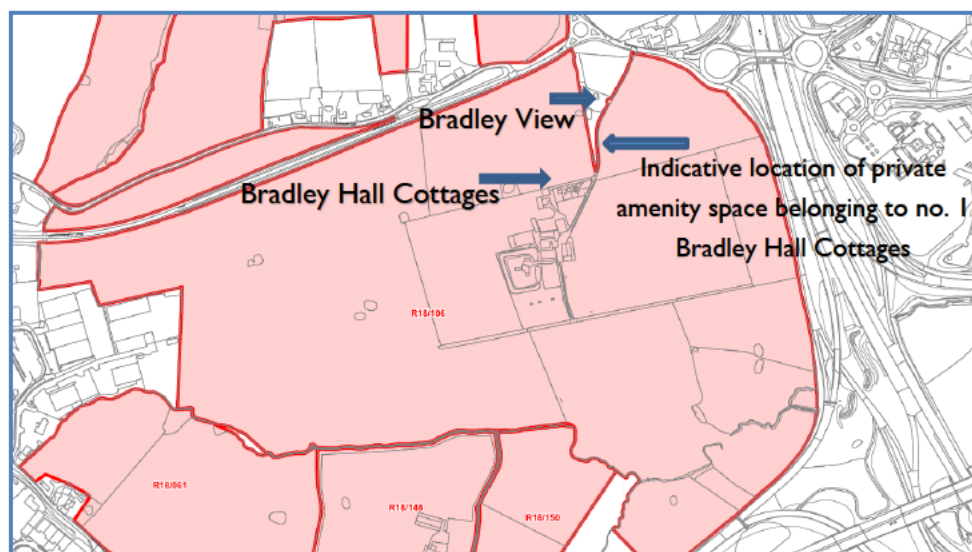 Bradley View
Indicative location of private
amenity space belonging to no. 1,
Bradley Hall Cottages
Bradley Hall Cottages
R18/106
R18/061
R18/148
R18/150